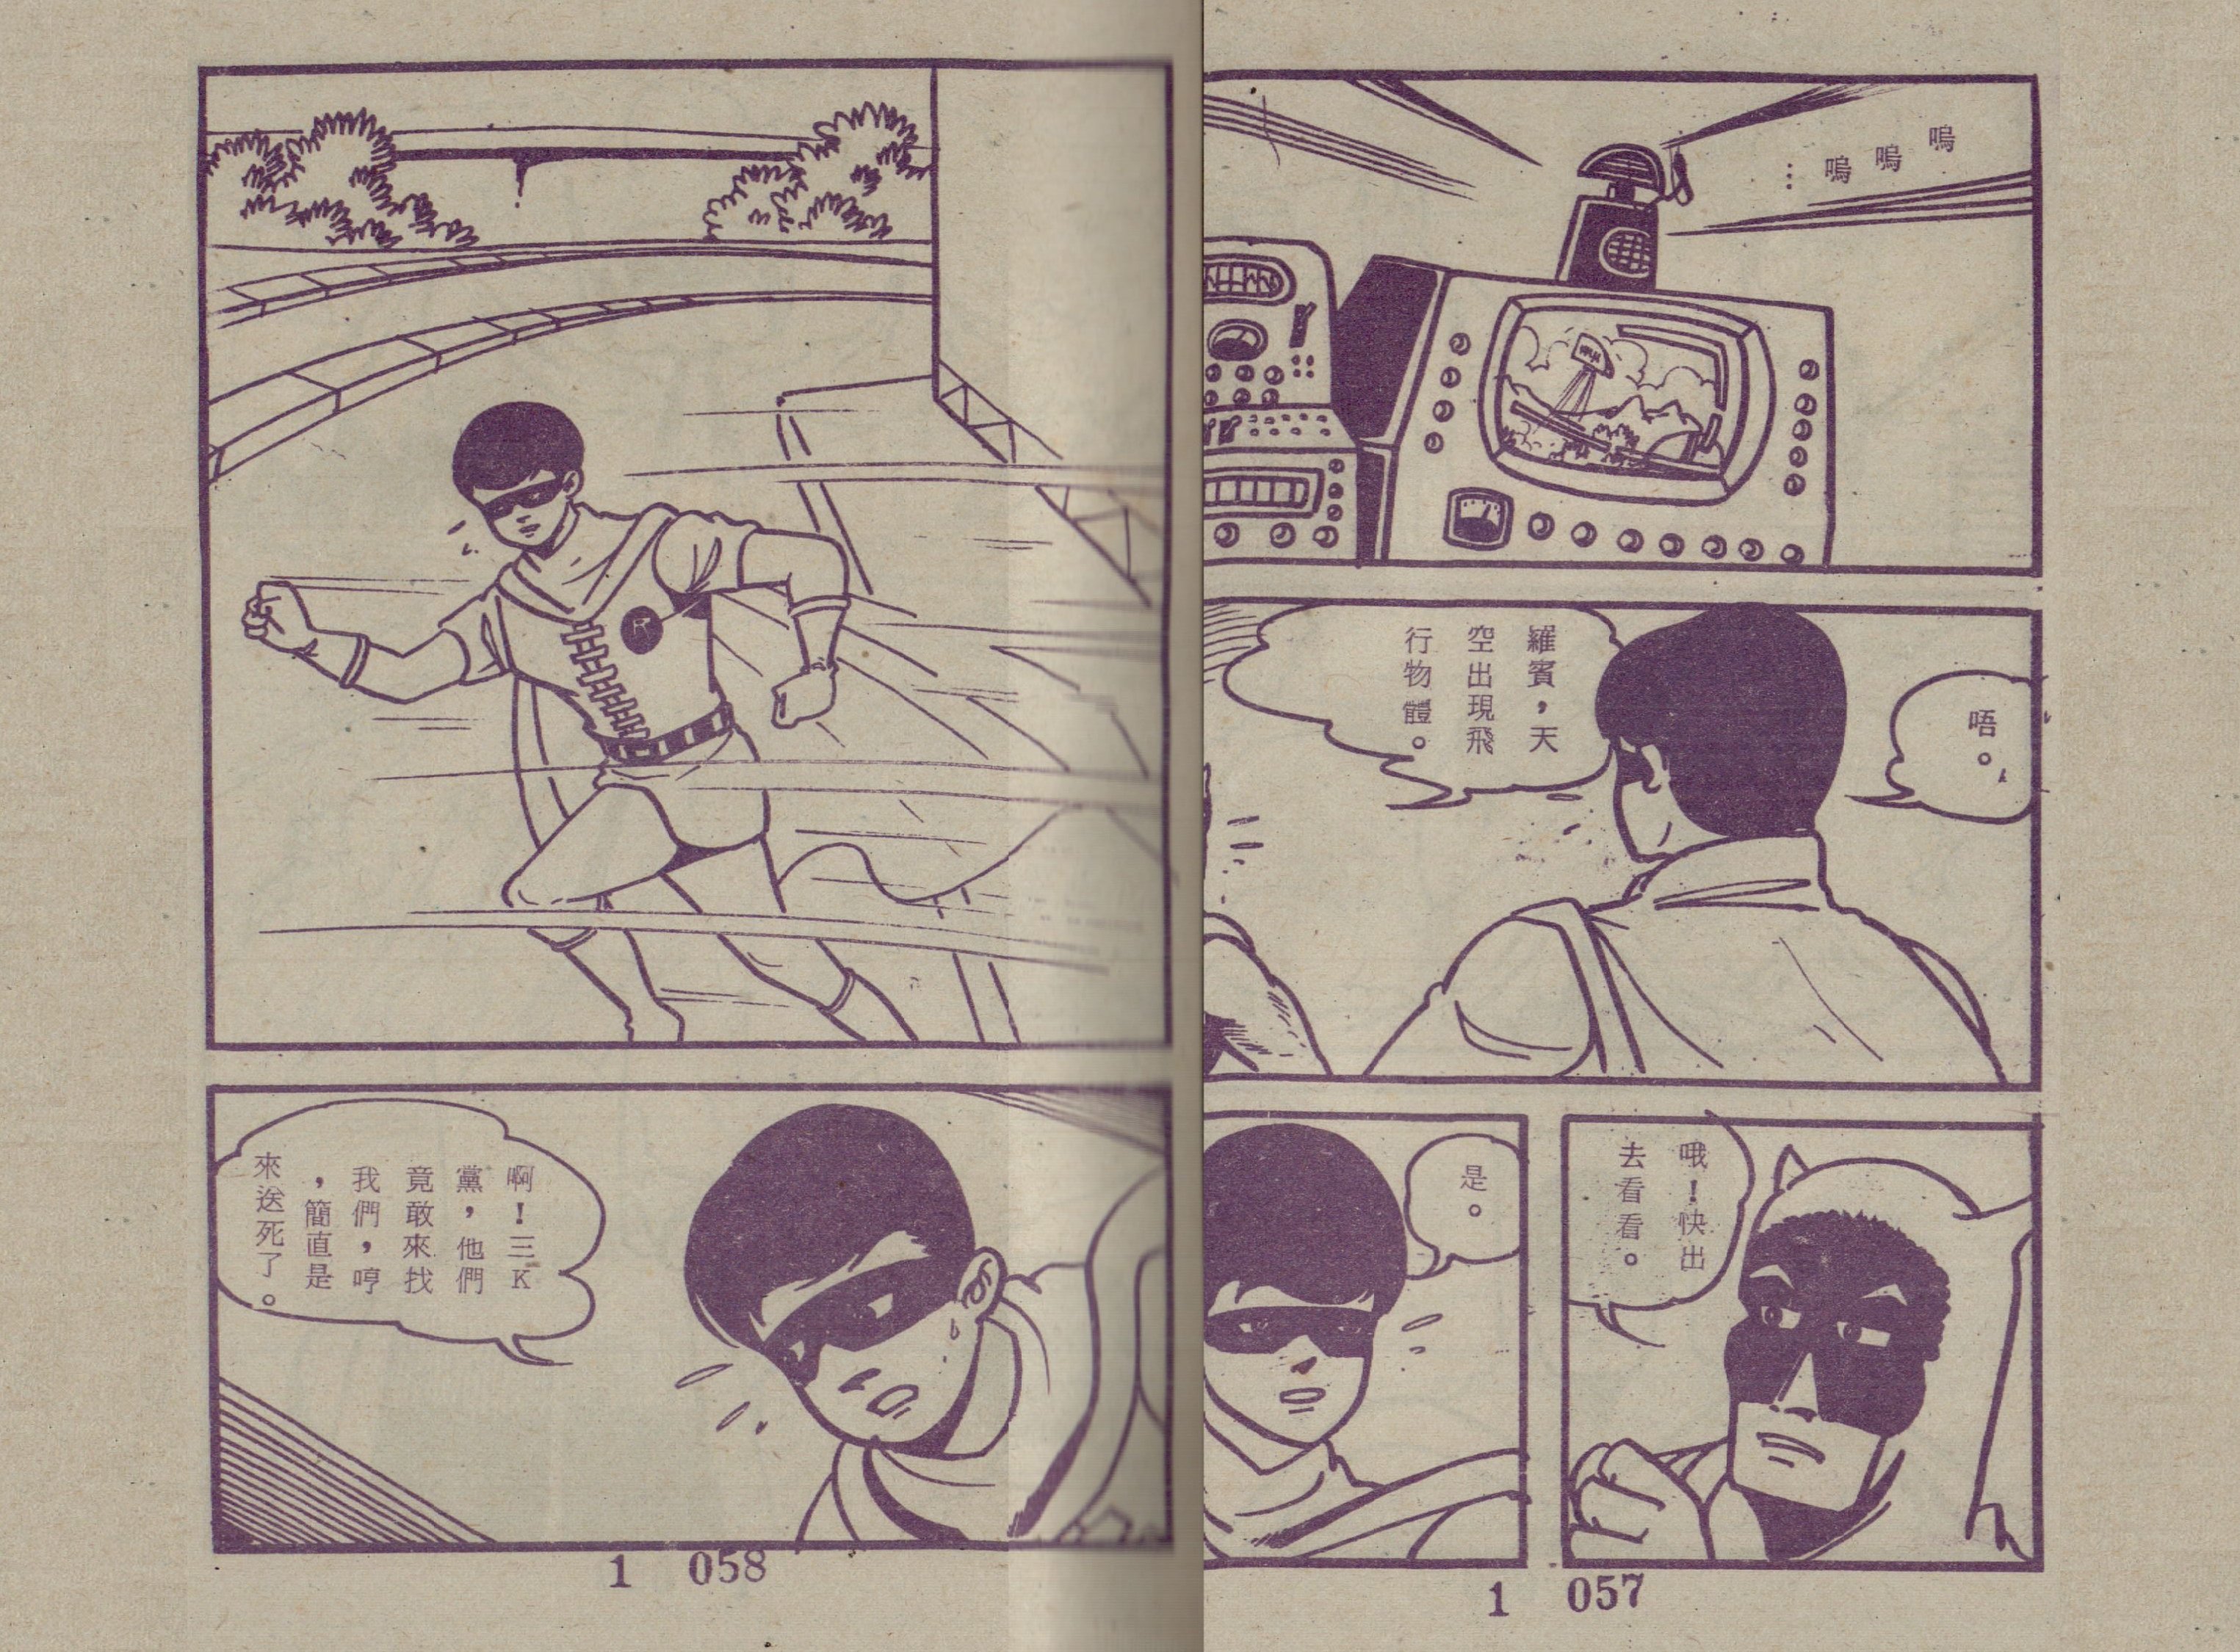 嗚
嗚
嗚
…
唔。
羅賓，天
空出現飛
行物體。
哦！快出
去看看。
是。
1 057
R
啊！三K
黨，他們
竟敢來找
我們，哼
，簡直是
來送死了。
1 058